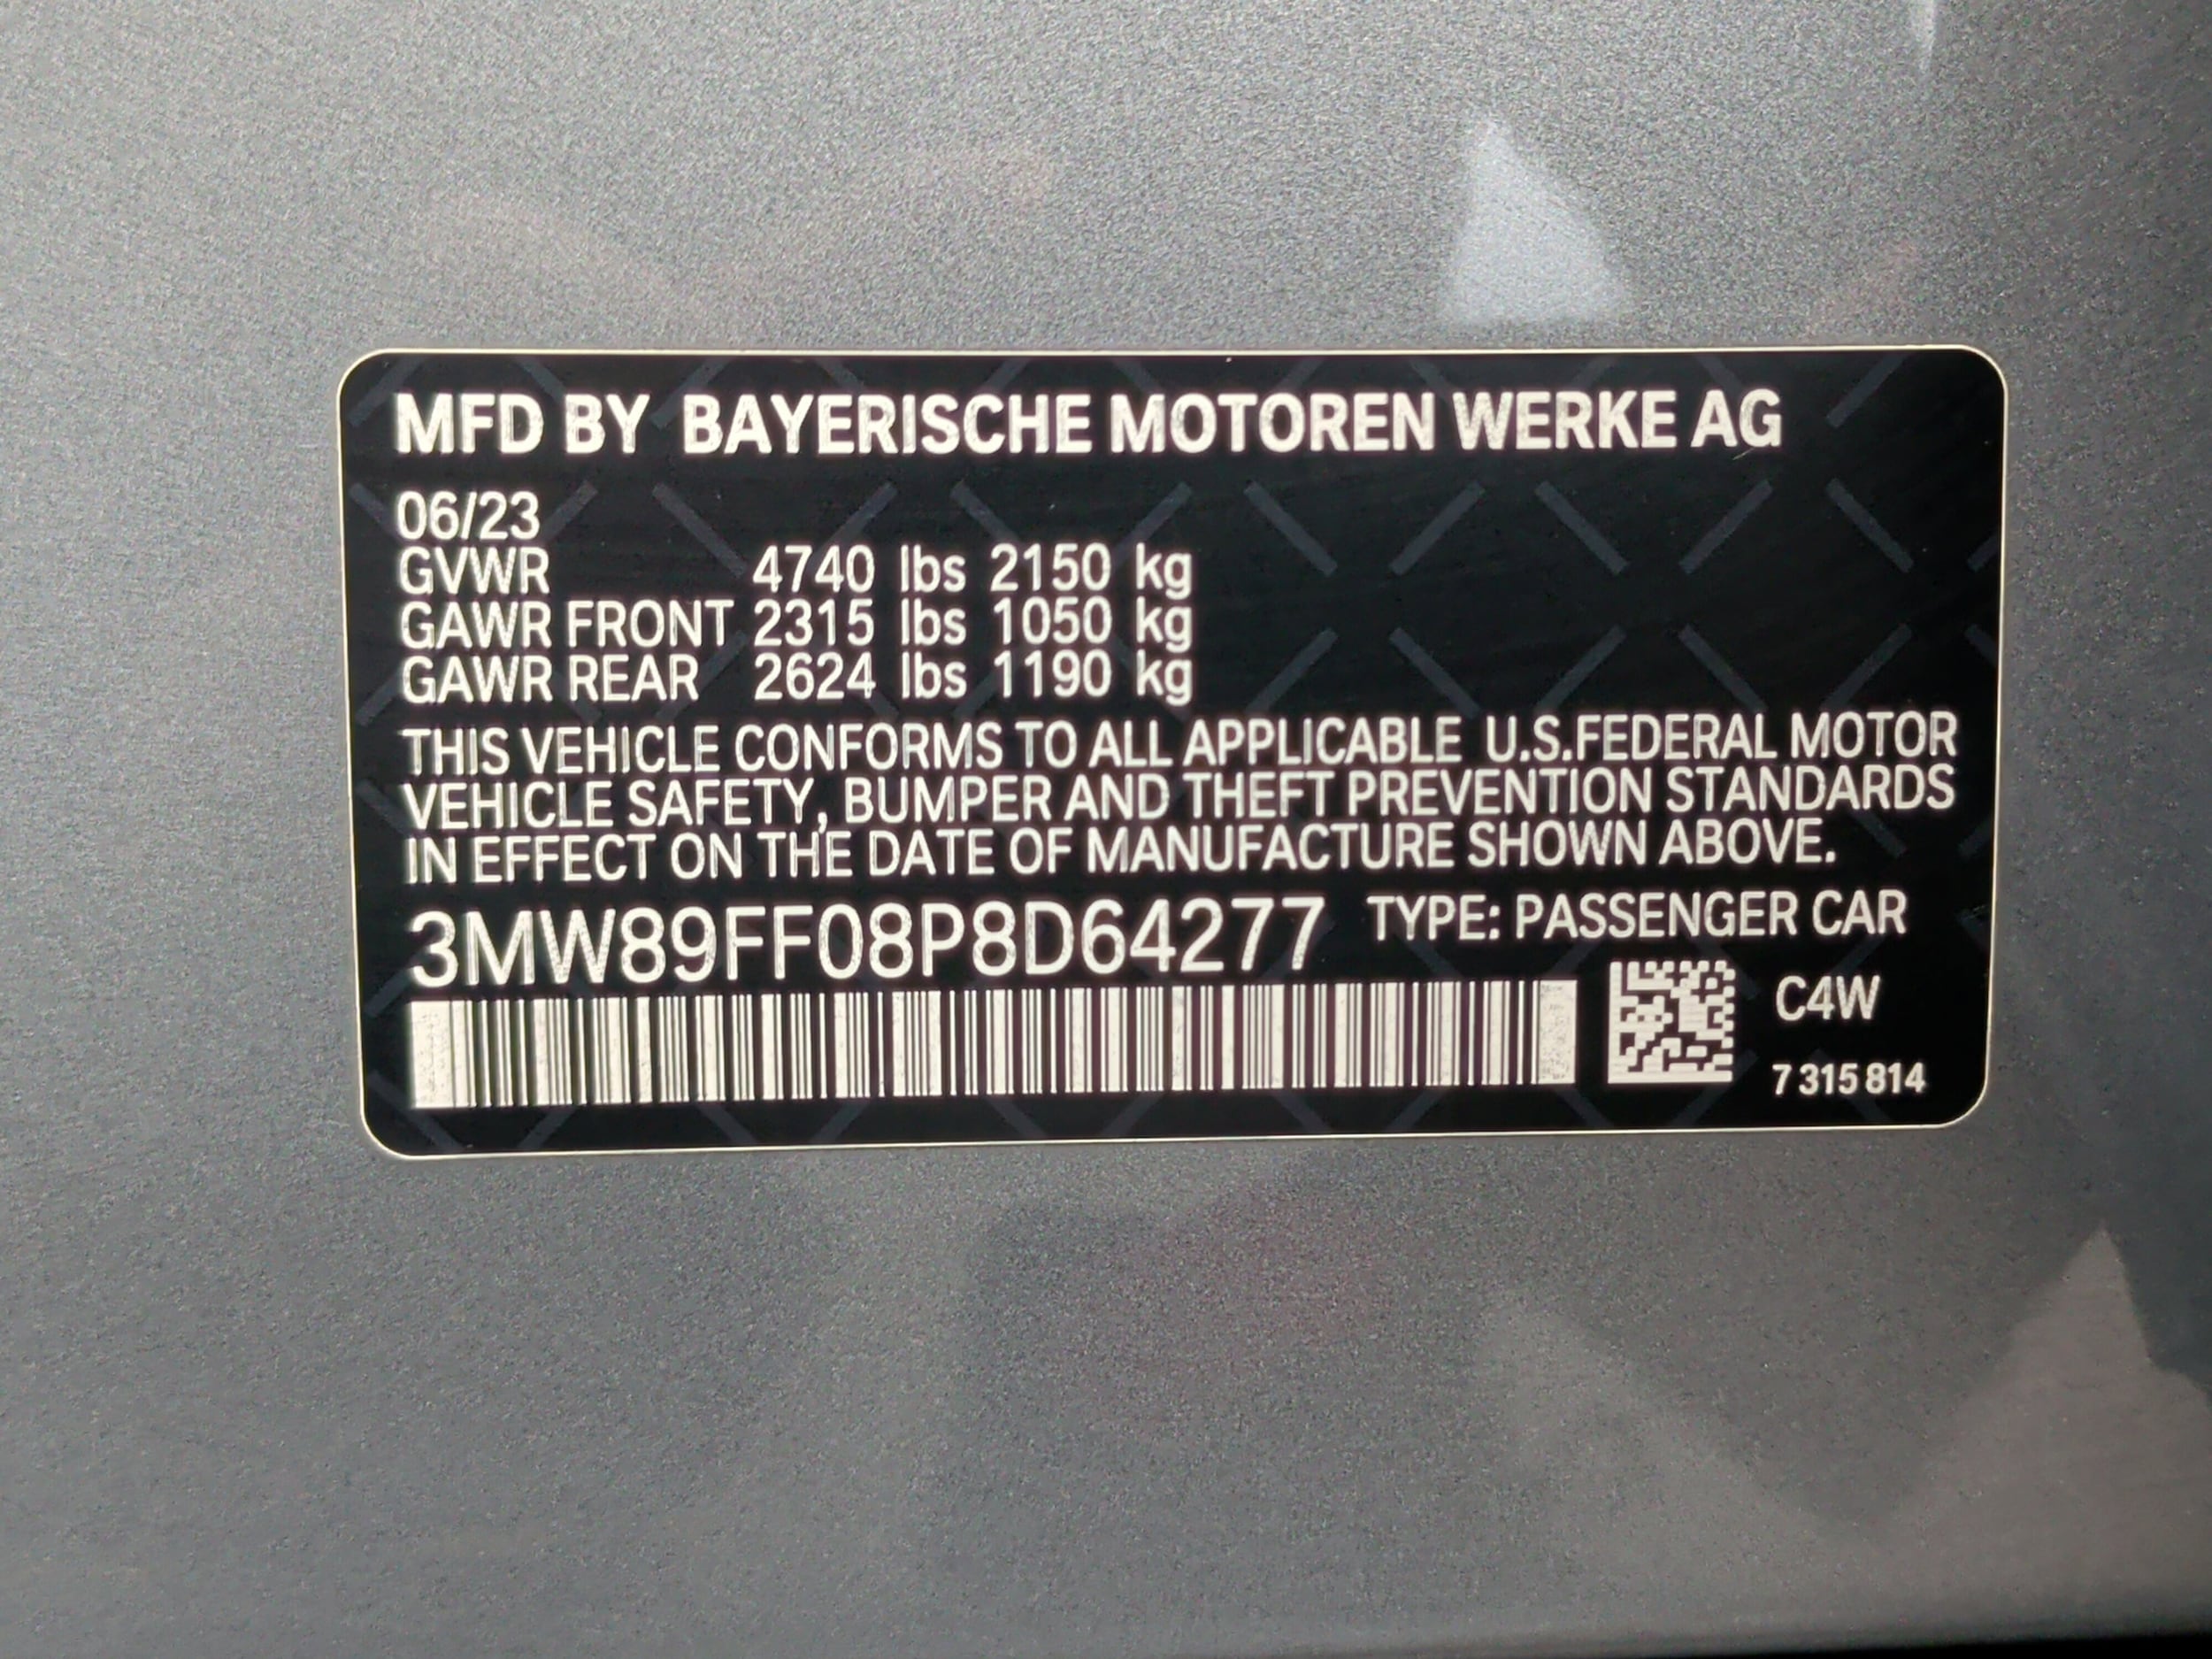 MFD BY BAYERISCHE MOTOREN WERKE AG
06/23
GVWR 4740 lbs 2150 kg
GAWR FRONT 2315 lbs 1050 kg
GAWR REAR 2624 lbs 1190 kg
THIS VEHICLE CONFORMS TO ALL APPLICABLE U.S.FEDERAL MOTOR
VEHICLE SAFETY, BUMPER AND THEFT PREVENTION STANDARDS
IN EFFECT ON THE DATE OF MANUFACTURE SHOWN ABOVE.
3MW89FF08P8D64277 TYPE: PASSENGER CAR
C4W
7 315 814